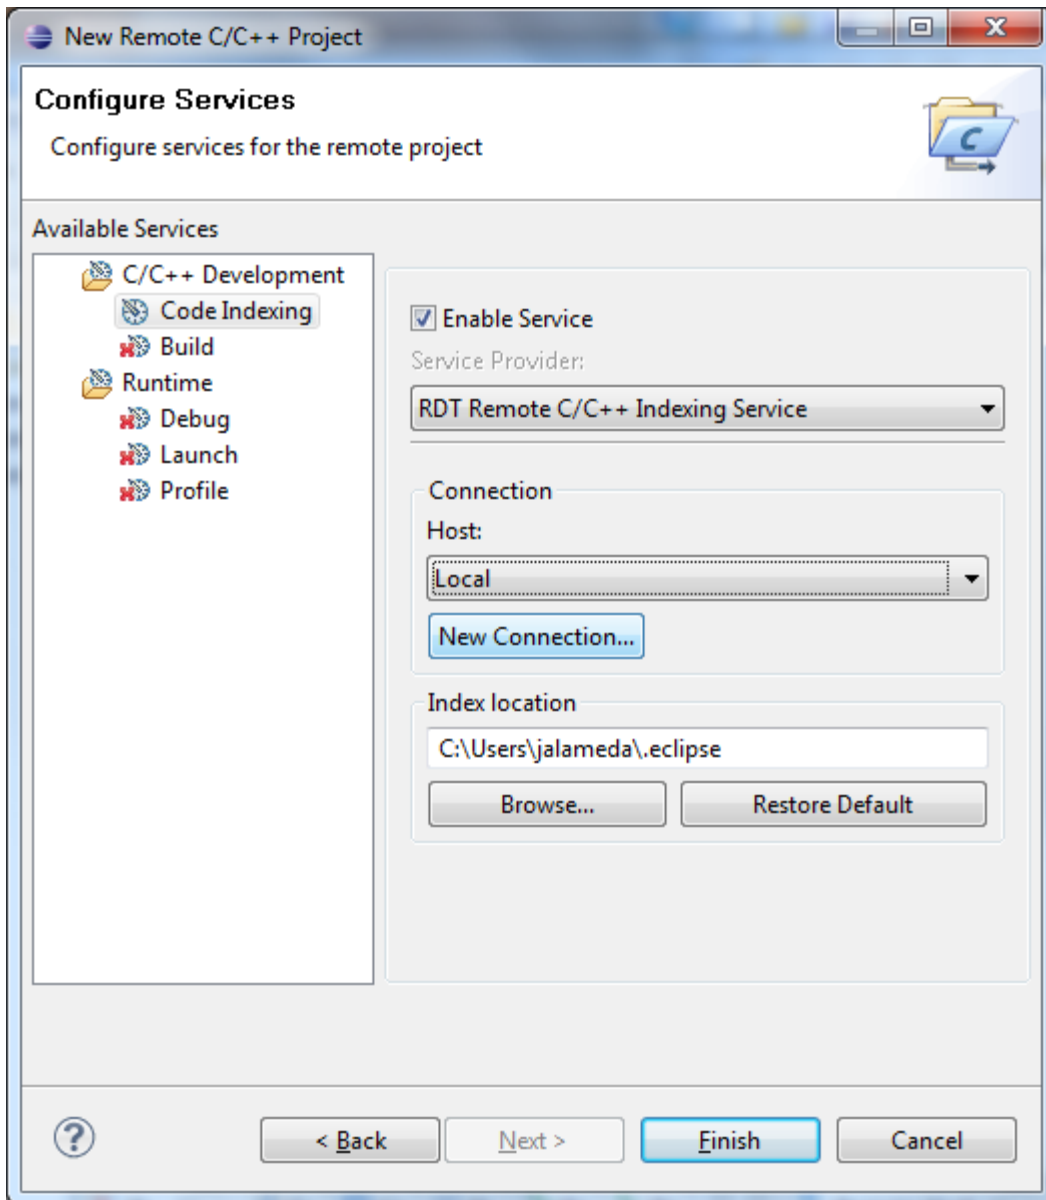 New Remote C/C++ Project
Configure Services
Configure services for the remote project
C
Available Services
C/C++ Development
Code Indexing
Build
Runtime
Debug
Launch
Profile
Enable Service
Service Provider:
RDT Remote C/C++ Indexing Service
Connection
Host:
Local
New Connection...
Index location
C:\Users\jalameda\.eclipse
Browse... Restore Default
? < Back Next > Finish Cancel